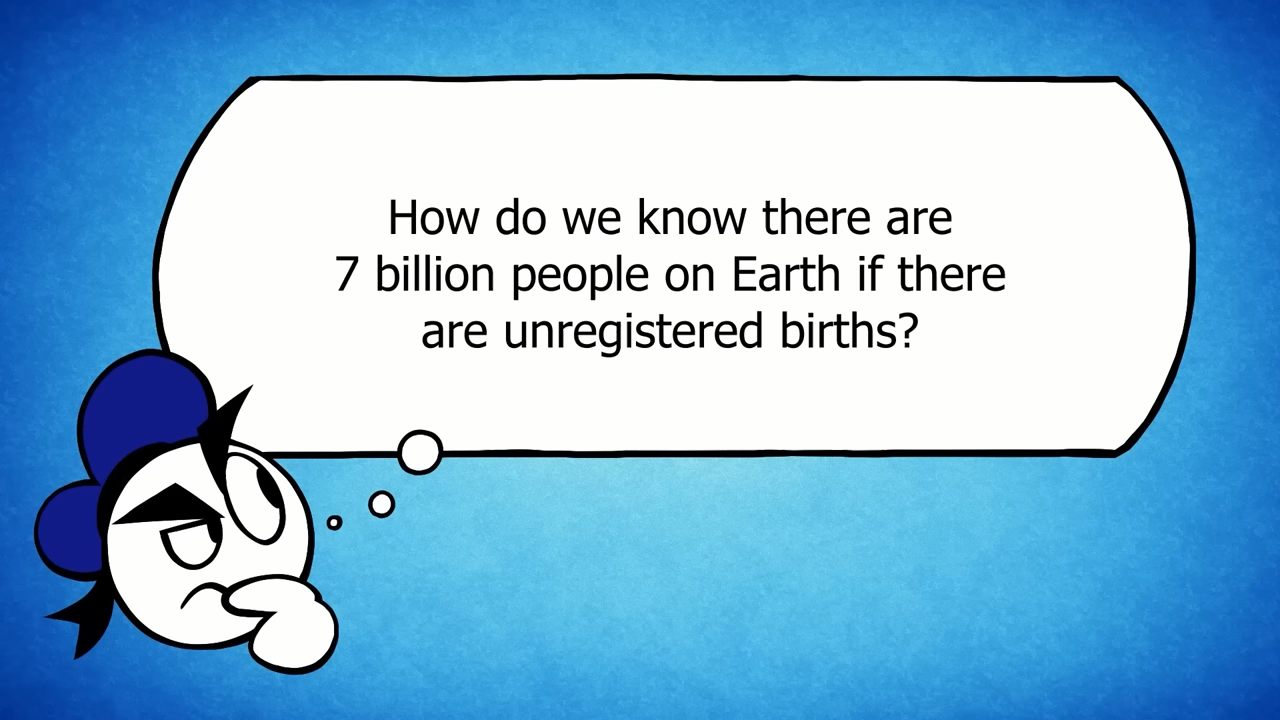 How do we know there are
7 billion people on Earth if there
are unregistered births?